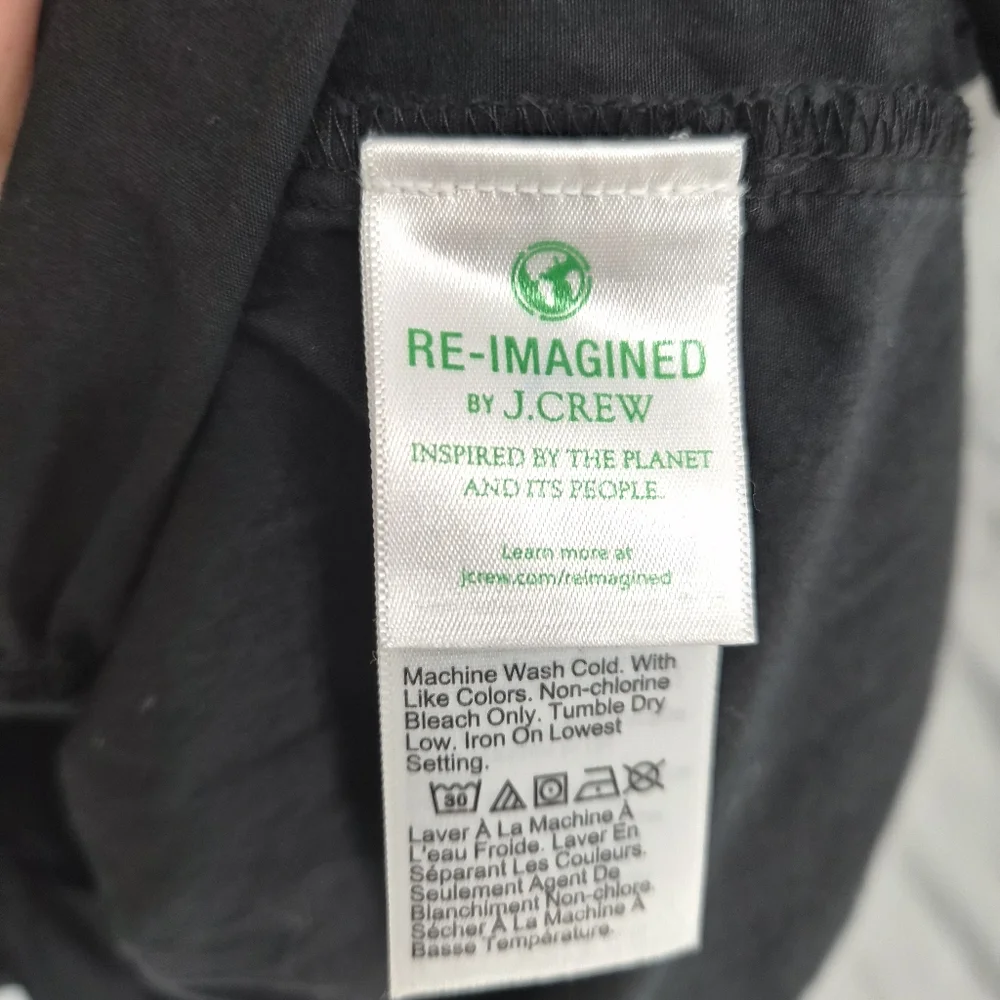 RE-IMAGINED
BY J.CREW
INSPIRED BY THE PLANET
AND ITS PEOPLE.
Learn more at
jcrew.com/reimagined
Machine Wash Cold. With
Like Colors. Non-chlorine
Bleach Only. Tumble Dry
Low. Iron On Lowest
Setting.
30
Laver À La Machine À
L'eau Froide. Laver En
Séparant Les Couleurs.
Seulement Agent De
Blanchiment Non-chlore.
Sécher À La Machine À
Basse Température.